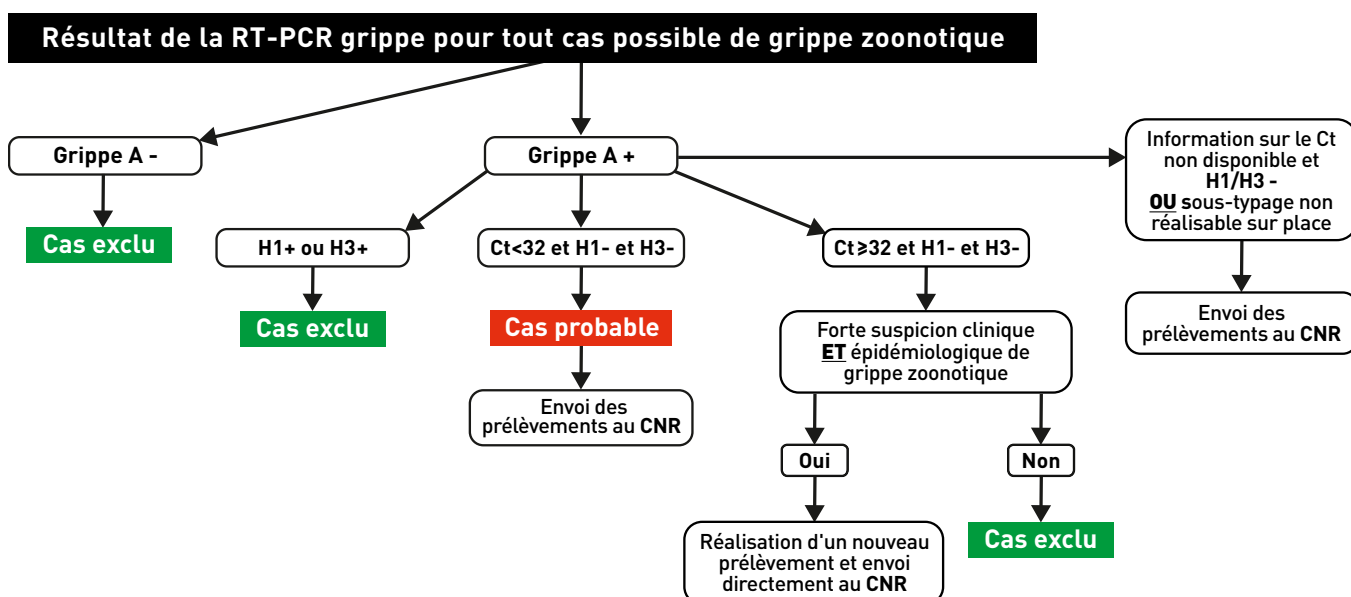 Résultat de la RT-PCR grippe pour tout cas possible de grippe zoonotique
Grippe A -
Cas exclu
Grippe A +
H1+ ou H3+
Cas exclu
Ct<32 et H1- et H3-
Cas probable
Envoi des
prélèvements au CNR
Ct⩾32 et H1- et H3-
Forte suspicion clinique
ET épidémiologique de
grippe zoonotique
Oui
Réalisation d'un nouveau
prélèvement et envoi
directement au CNR
Non
Cas exclu
Information sur le Ct
non disponible et
H1/H3 -
OU sous-typage non
réalisable sur place
Envoi des
prélèvements au CNR